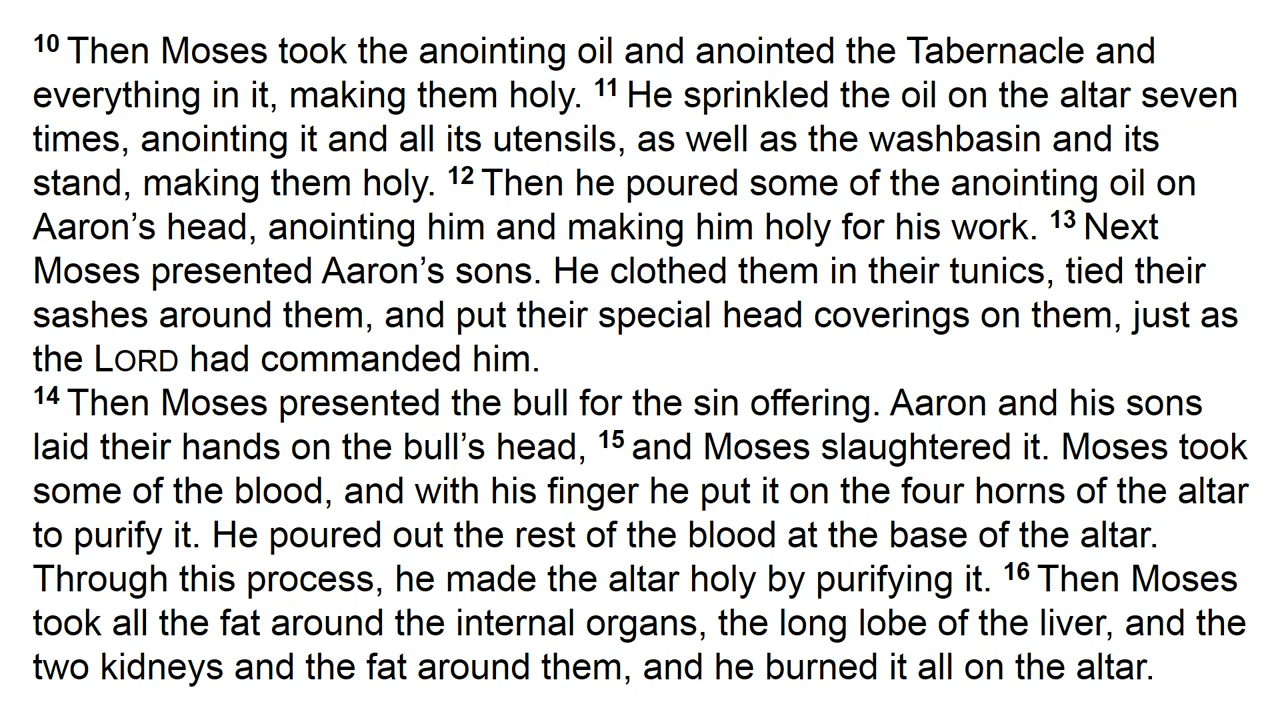 10 Then Moses took the anointing oil and anointed the Tabernacle and
everything in it, making them holy. 11 He sprinkled the oil on the altar seven
times, anointing it and all its utensils, as well as the washbasin and its
stand, making them holy. 12 Then he poured some of the anointing oil on
Aaron’s head, anointing him and making him holy for his work. 13 Next
Moses presented Aaron’s sons. He clothed them in their tunics, tied their
sashes around them, and put their special head coverings on them, just as
the LORD had commanded him.
14 Then Moses presented the bull for the sin offering. Aaron and his sons
laid their hands on the bull’s head, 15 and Moses slaughtered it. Moses took
some of the blood, and with his finger he put it on the four horns of the altar
to purify it. He poured out the rest of the blood at the base of the altar.
Through this process, he made the altar holy by purifying it. 16 Then Moses
took all the fat around the internal organs, the long lobe of the liver, and the
two kidneys and the fat around them, and he burned it all on the altar.